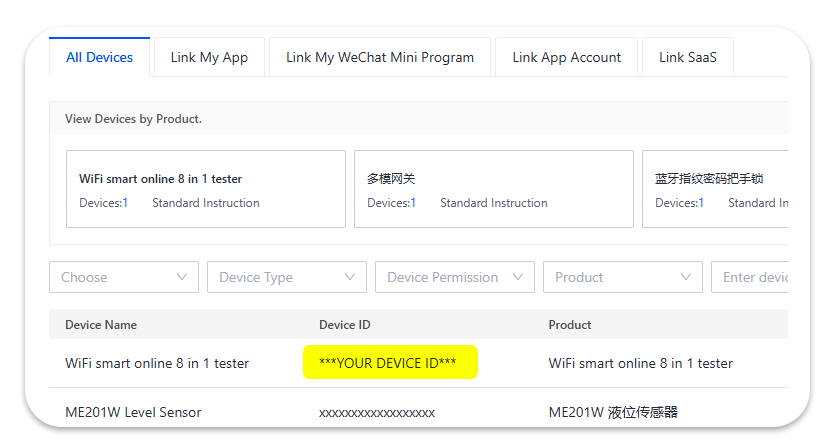 All Devices Link My App Link My WeChat Mini Program Link App Account Link SaaS
View Devices by Product.
WiFi smart online 8 in 1 tester 多模网关 蓝牙指纹密码把手锁
Devices:1 Standard Instruction Devices:1 Standard Instruction Devices:1 Standard
Choose Device Type Device Permission Product Enter
Device Name Device ID Product
WiFi smart online 8 in 1 tester ***YOUR DEVICE ID*** WiFi smart online 8 in 1 tester
ME201W Level Sensor xxxxxxxxxxxxxxxxxx ME201W 液位传感器